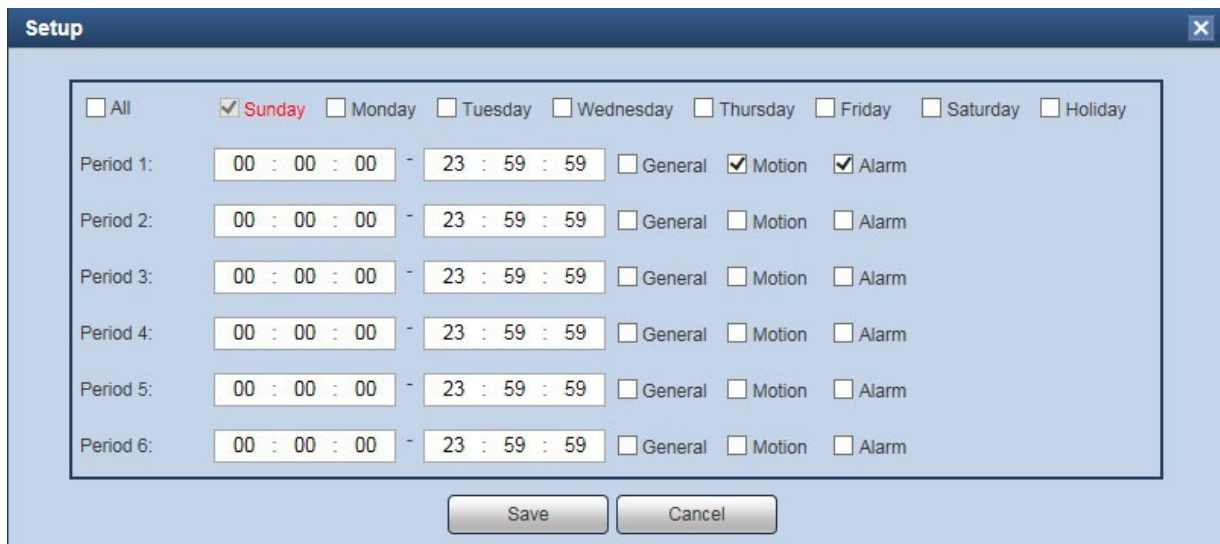 Setup
All Sunday Monday Tuesday Wednesday Thursday Friday Saturday Holiday
Period 1: 00 : 00 : 00 - 23 : 59 : 59 General Motion Alarm
Period 2: 00 : 00 : 00 - 23 : 59 : 59 General Motion Alarm
Period 3: 00 : 00 : 00 - 23 : 59 : 59 General Motion Alarm
Period 4: 00 : 00 : 00 - 23 : 59 : 59 General Motion Alarm
Period 5: 00 : 00 : 00 - 23 : 59 : 59 General Motion Alarm
Period 6: 00 : 00 : 00 - 23 : 59 : 59 General Motion Alarm
Save Cancel